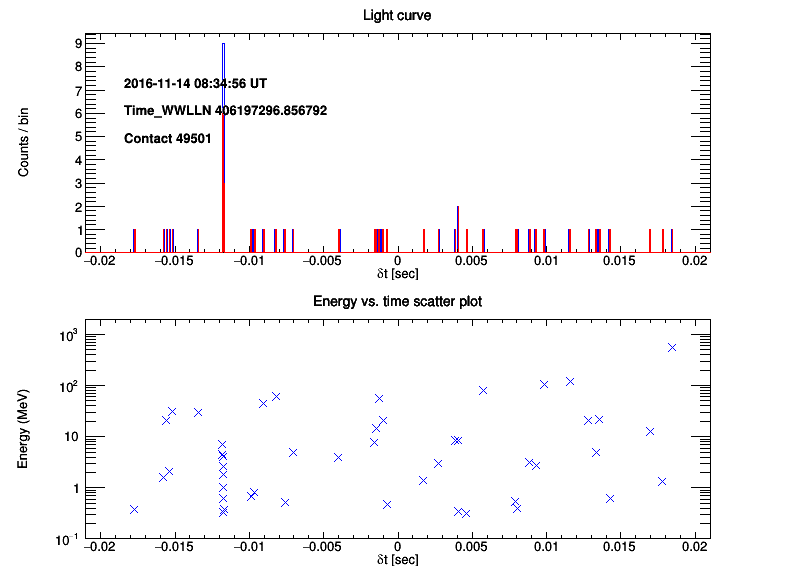 Light curve
Counts / bin
9
8
7
6
5
4
3
2
1
0
2016-11-14 08:34:56 UT
Time_WWLLN 406197296.856792
Contact 49501
−0.02 −0.015 −0.01 −0.005 0 0.005 0.01 0.015 0.02
δt [sec]
Energy vs. time scatter plot
Energy (MeV)
10³
10²
10
1
10⁻¹
−0.02 −0.015 −0.01 −0.005 0 0.005 0.01 0.015 0.02
δt [sec]